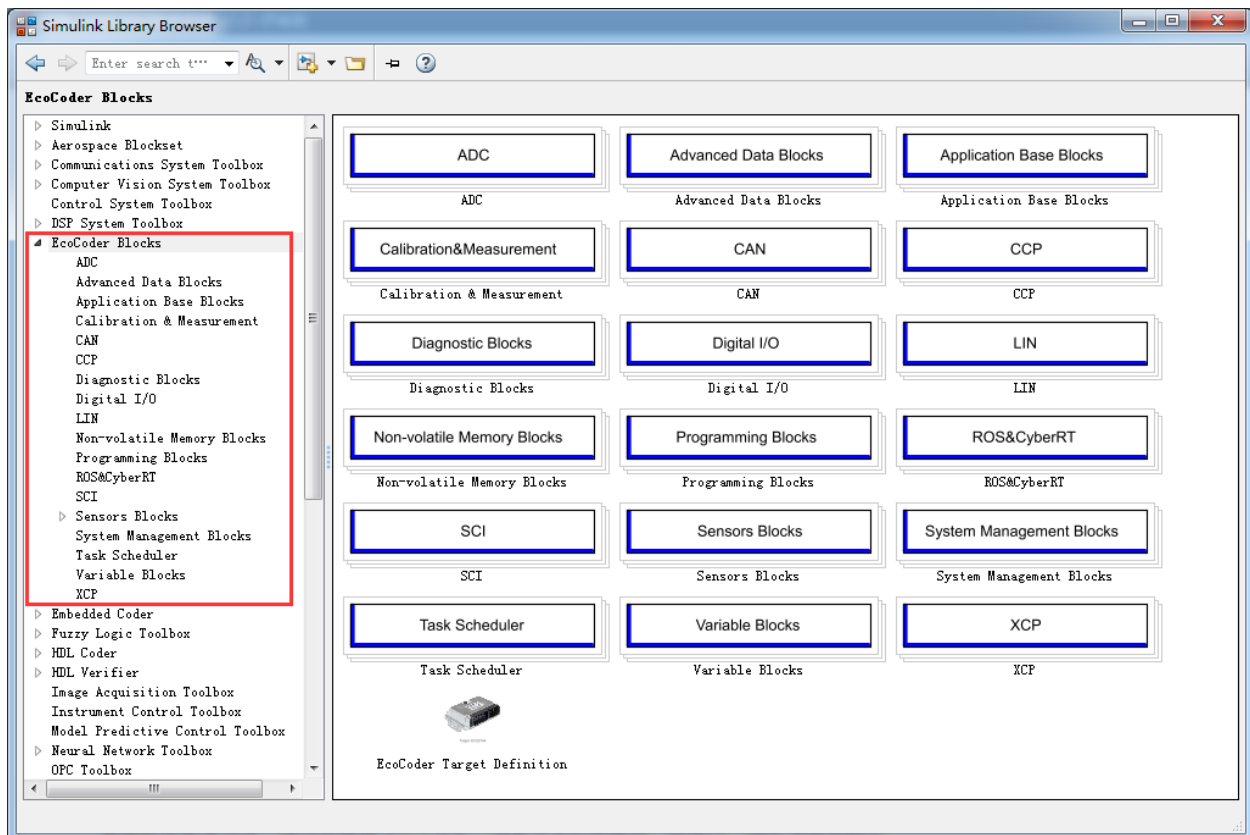 Simulink Library Browser
Enter search t···
EcoCoder Blocks
Simulink
Aerospace Blockset
Communications System Toolbox
Computer Vision System Toolbox
Control System Toolbox
DSP System Toolbox
EcoCoder Blocks
ADC
Advanced Data Blocks
Application Base Blocks
Calibration & Measurement
CAN
CCP
Diagnostic Blocks
Digital I/O
LIN
Non-volatile Memory Blocks
Programming Blocks
ROS&CyberRT
SCI
Sensors Blocks
System Management Blocks
Task Scheduler
Variable Blocks
XCP
Embedded Coder
Fuzzy Logic Toolbox
HDL Coder
HDL Verifier
Image Acquisition Toolbox
Instrument Control Toolbox
Model Predictive Control Toolbox
Neural Network Toolbox
OPC Toolbox
ADC
Advanced Data Blocks
Application Base Blocks
ADC
Advanced Data Blocks
Application Base Blocks
Calibration&Measurement
CAN
CCP
Calibration & Measurement
CAN
CCP
Diagnostic Blocks
Digital I/O
LIN
Diagnostic Blocks
Digital I/O
LIN
Non-volatile Memory Blocks
Programming Blocks
ROS&CyberRT
Non-volatile Memory Blocks
Programming Blocks
ROS&CyberRT
SCI
Sensors Blocks
System Management Blocks
SCI
Sensors Blocks
System Management Blocks
Task Scheduler
Variable Blocks
XCP
Task Scheduler
Variable Blocks
XCP
EcoCoder Target Definition